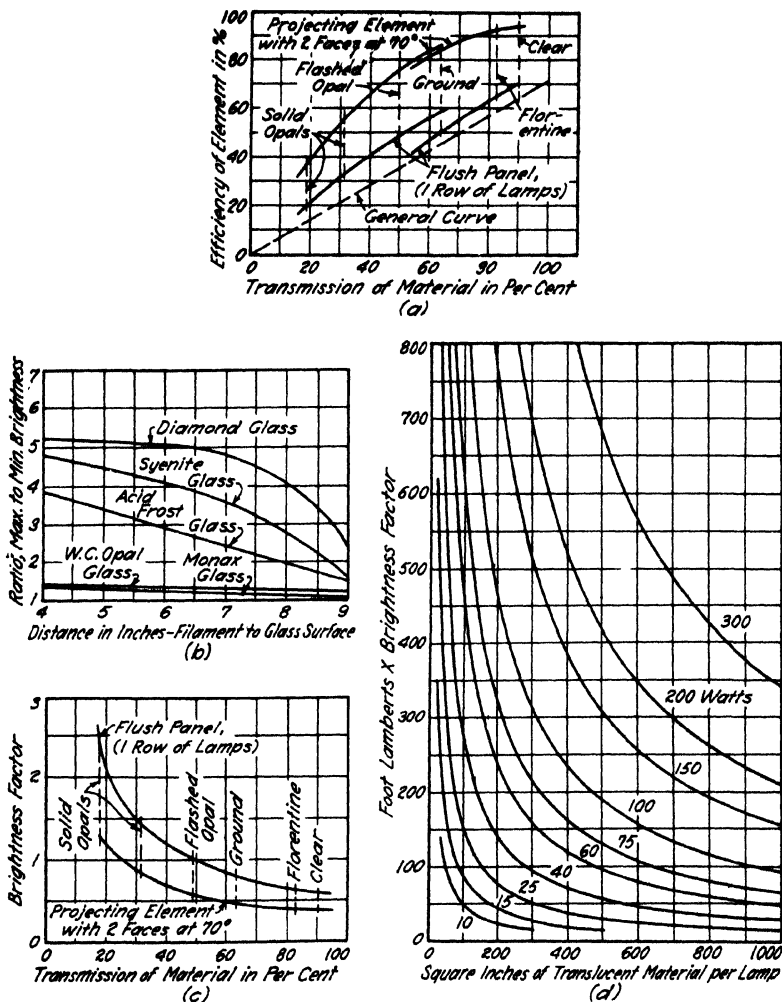 100
80
60
40
20
0
Efficiency of Element in %
Projecting Element
with 2 Faces at 70°
Clear
Flashed
Opal
Ground
Solid
Opals
Flor-
entine
Flush Panel,
(1 Row of Lamps)
General Curve
0 20 40 60 80 100
Transmission of Material in Per Cent
(a)
7
6
5
4
3
2
1
Ratio, Max. to Min. Brightness
Diamond Glass
Syenite
Glass
Acid
Frost
Glass
W.C. Opal
Glass
Monax
Glass
4 5 6 7 8 9
Distance in Inches-Filament to Glass Surface
(b)
3
2
1
0
Brightness Factor
Flush Panel,
(1 Row of Lamps)
Solid
Opals
Flashed
Opal
Ground
Florentine
Clear
Projecting Element
with 2 Faces at 70°
0 20 40 60 80 100
Transmission of Material in Per Cent
(c)
800
700
600
500
400
300
200
100
0
Foot Lamberts X Brightness Factor
300
200 Watts
150
100
75
60
40
25
15
10
0 200 400 600 800 1000
Square Inches of Translucent Material per Lamp
(d)